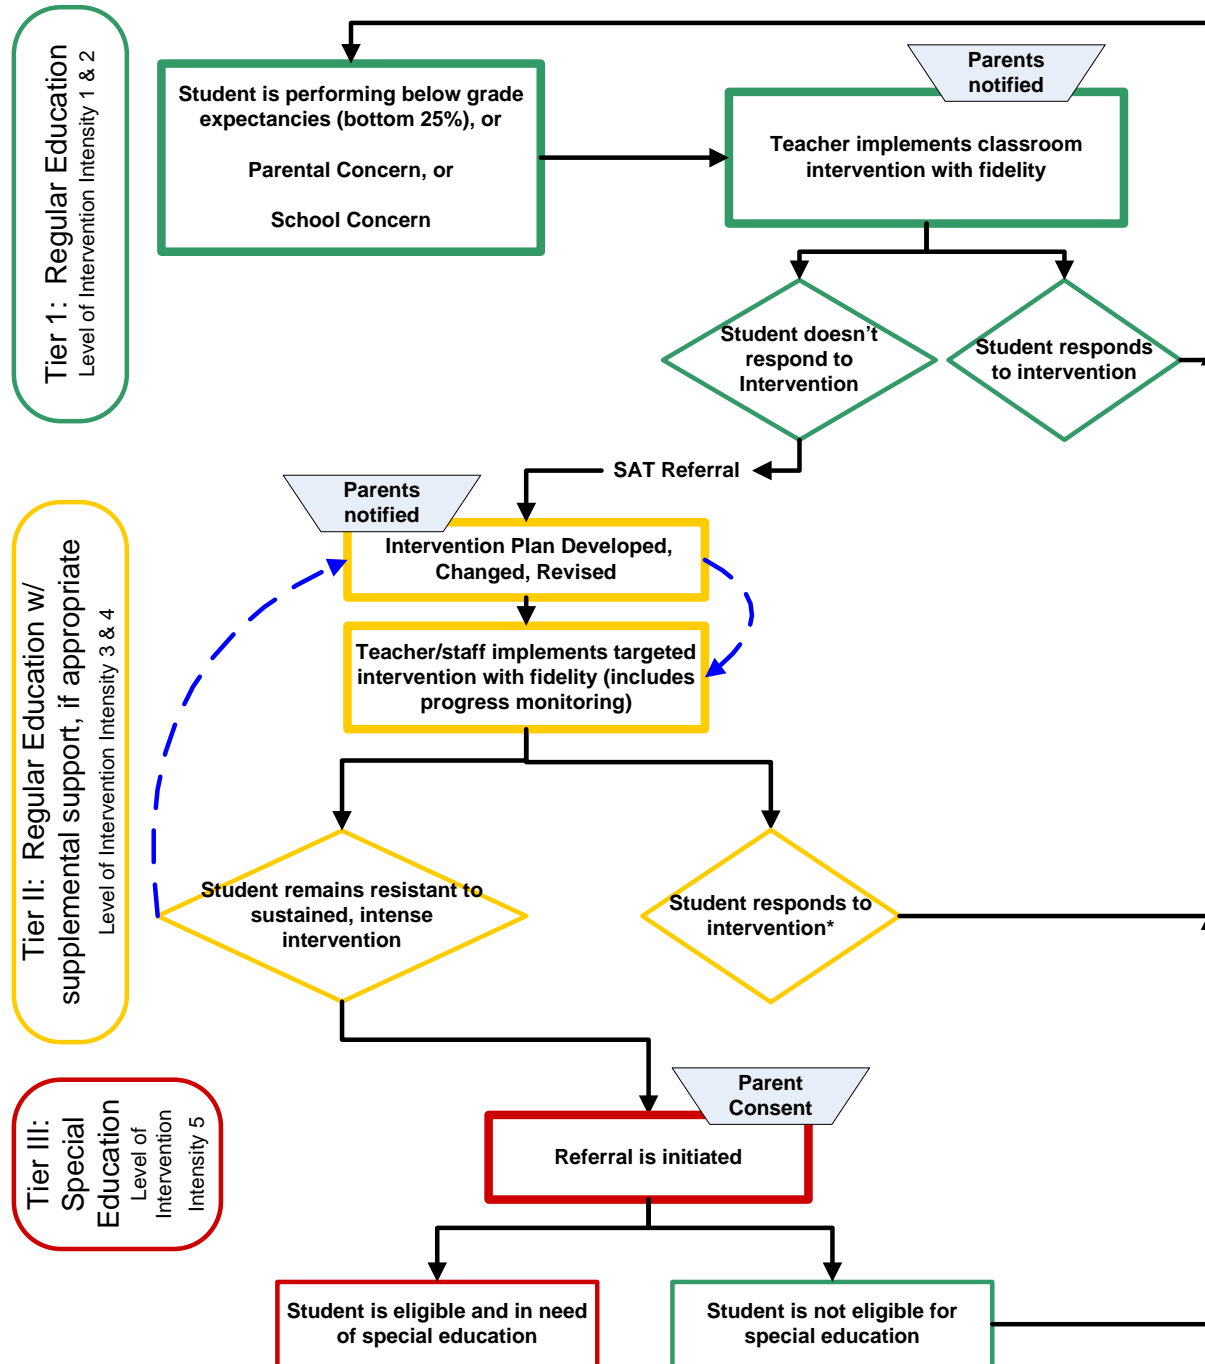 Tier 1:  Regular Education
Level of Intervention Intensity 1 & 2
Student is performing below grade
expectancies (bottom 25%), or
Parental Concern, or
School Concern
Parents
notified
Teacher implements classroom
intervention with fidelity
Student doesn't
respond to
Intervention
Student responds
to intervention
SAT Referral
Tier II:  Regular Education w/
supplemental support, if appropriate
Level of Intervention Intensity 3 & 4
Parents
notified
Intervention Plan Developed,
Changed, Revised
Teacher/staff implements targeted
intervention with fidelity (includes
progress monitoring)
Student remains resistant to
sustained, intense
intervention
Student responds to
intervention*
Tier III:
Special
Education
Level of
Intervention
Intensity 5
Parent
Consent
Referral is initiated
Student is eligible and in need
of special education
Student is not eligible for
special education